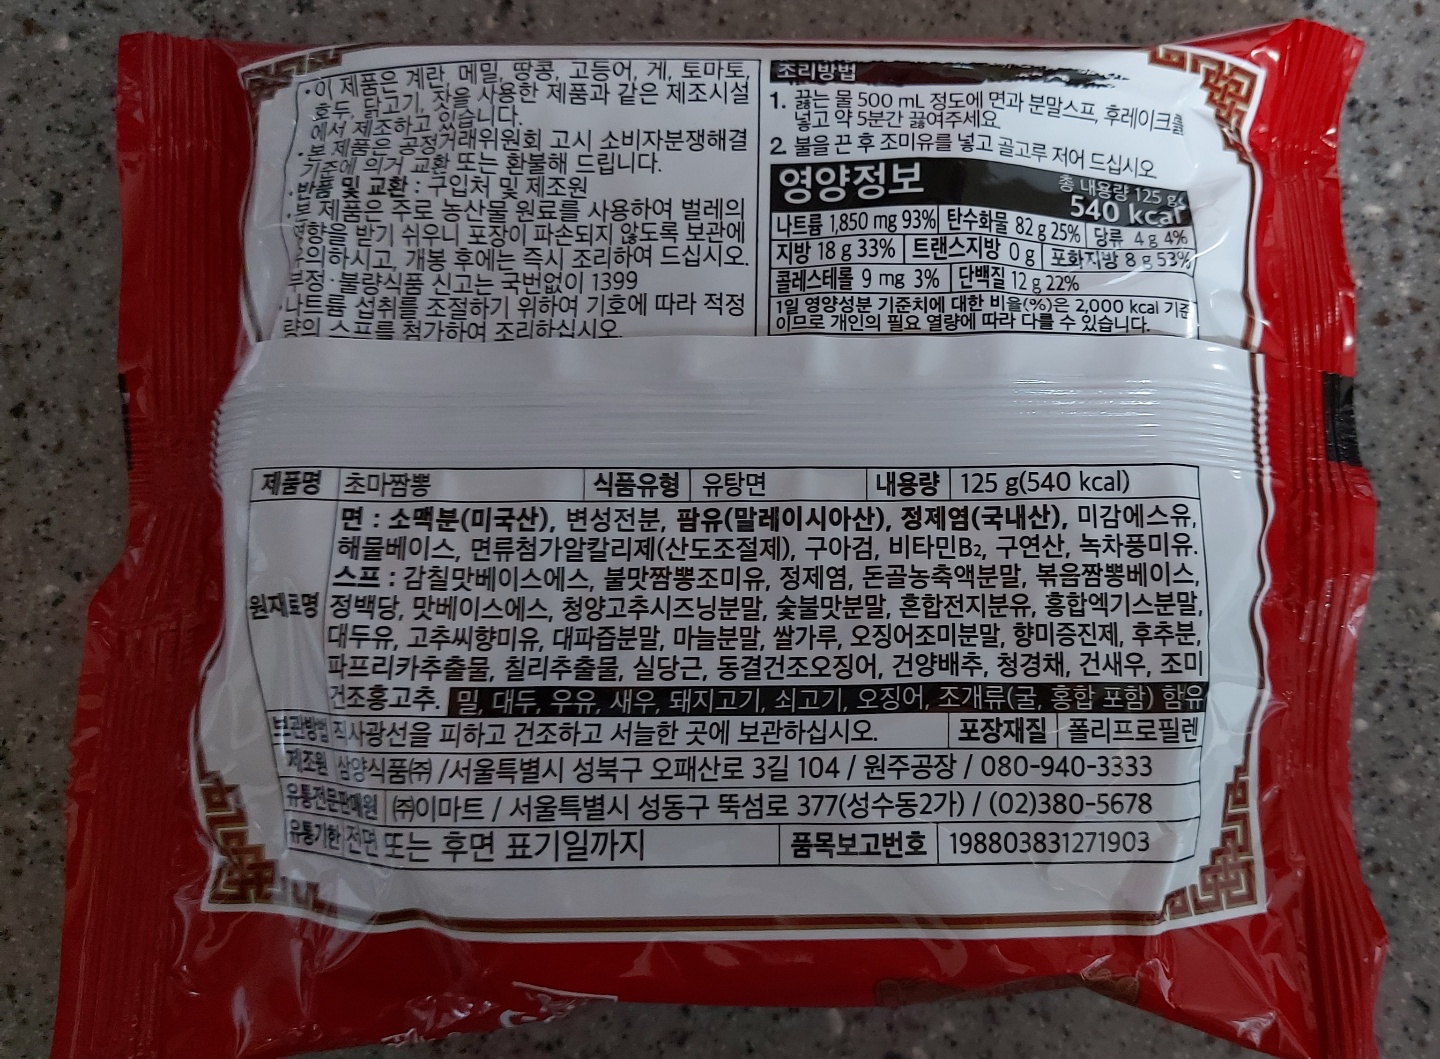 ·이 제품은 계란, 메밀, 땅콩, 고등어, 게, 토마토,
호두, 닭고기, 잣을 사용한 제품과 같은 제조시설
에서 제조하고 있습니다.
·본 제품은 공정거래위원회 고시 소비자분쟁해결
기준에 의거 교환 또는 환불해 드립니다.
·반품 및 교환 : 구입처 및 제조원
·본 제품은 주로 농산물 원료를 사용하여 벌레의
영향을 받기 쉬우니 포장이 파손되지 않도록 보관에
주의하시고, 개봉 후에는 즉시 조리하여 드십시오.
부정·불량식품 신고는 국번없이 1399
나트륨 섭취를 조절하기 위하여 기호에 따라 적정
량의 스프를 첨가하여 조리하십시오.
조리방법
1. 끓는 물 500 mL 정도에 면과 분말스프, 후레이크를
넣고 약 5분간 끓여주세요.
2. 불을 끈 후 조미유를 넣고 골고루 저어 드십시오
영양정보 총 내용량 125 g
540 kcal
나트륨 1,850 mg 93% 탄수화물 82 g 25% 당류 4 g 4%
지방 18 g 33% 트랜스지방 0 g 포화지방 8 g 53%
콜레스테롤 9 mg 3% 단백질 12 g 22%
1일 영양성분 기준치에 대한 비율(%)은 2,000 kcal 기준
이므로 개인의 필요 열량에 따라 다를 수 있습니다.
제품명 초마짬뽕 식품유형 유탕면 내용량 125 g(540 kcal)
원재료명
면 : 소맥분(미국산), 변성전분, 팜유(말레이시아산), 정제염(국내산), 미감에스유,
해물베이스, 면류첨가알칼리제(산도조절제), 구아검, 비타민B₂, 구연산, 녹차풍미유.
스프 : 감칠맛베이스에스, 불맛짬뽕조미유, 정제염, 돈골농축액분말, 볶음짬뽕베이스,
정백당, 맛베이스에스, 청양고추시즈닝분말, 숯불맛분말, 혼합전지분유, 홍합엑기스분말,
대두유, 고추씨향미유, 대파즙분말, 마늘분말, 쌀가루, 오징어조미분말, 향미증진제, 후추분,
파프리카추출물, 칠리추출물, 실당근, 동결건조오징어, 건양배추, 청경채, 건새우, 조미
건조홍고추. 밀, 대두, 우유, 새우, 돼지고기, 쇠고기, 오징어, 조개류(굴, 홍합 포함) 함유
보관방법 직사광선을 피하고 건조하고 서늘한 곳에 보관하십시오. 포장재질 폴리프로필렌
제조원 삼양식품㈜ /서울특별시 성북구 오패산로 3길 104 / 원주공장 / 080-940-3333
유통전문판매원 ㈜이마트 / 서울특별시 성동구 뚝섬로 377(성수동2가) / (02)380-5678
유통기한 전면 또는 후면 표기일까지 품목보고번호 198803831271903